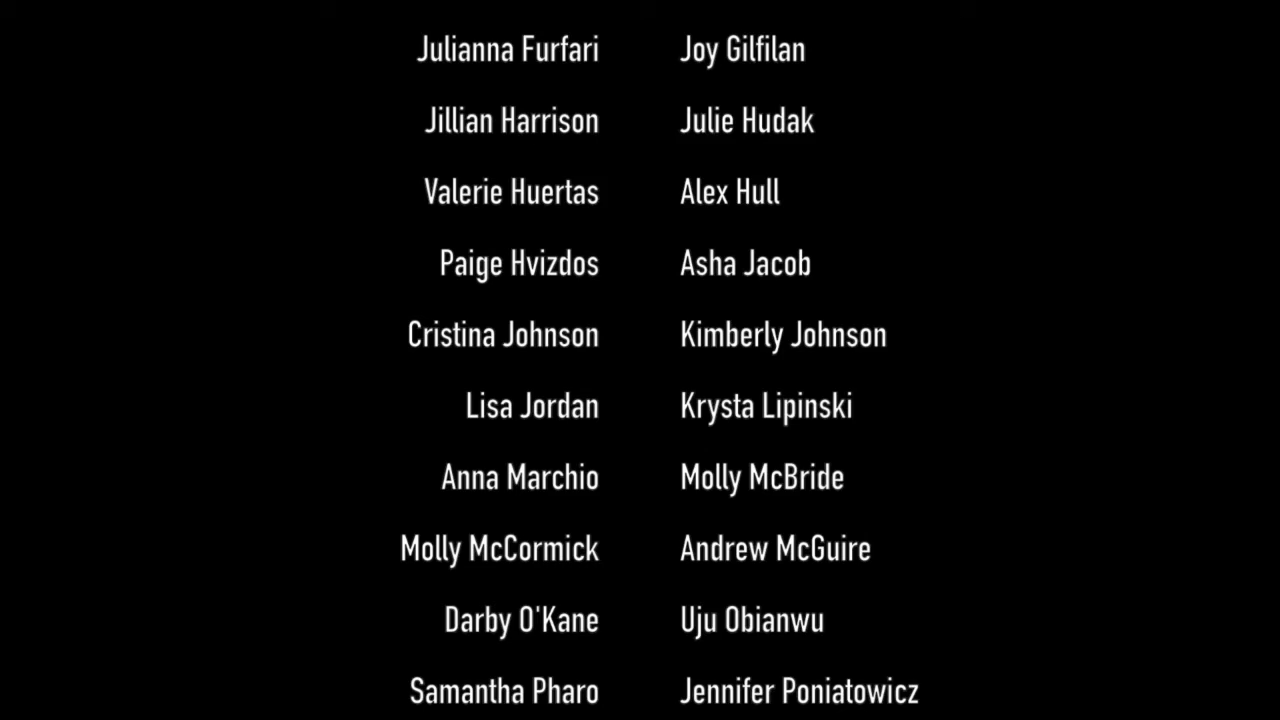 Julianna Furfari Joy Gilfilan
Jillian Harrison Julie Hudak
Valerie Huertas Alex Hull
Paige Hvizdos Asha Jacob
Cristina Johnson Kimberly Johnson
Lisa Jordan Krysta Lipinski
Anna Marchio Molly McBride
Molly McCormick Andrew McGuire
Darby O'Kane Uju Obianwu
Samantha Pharo Jennifer Poniatowicz